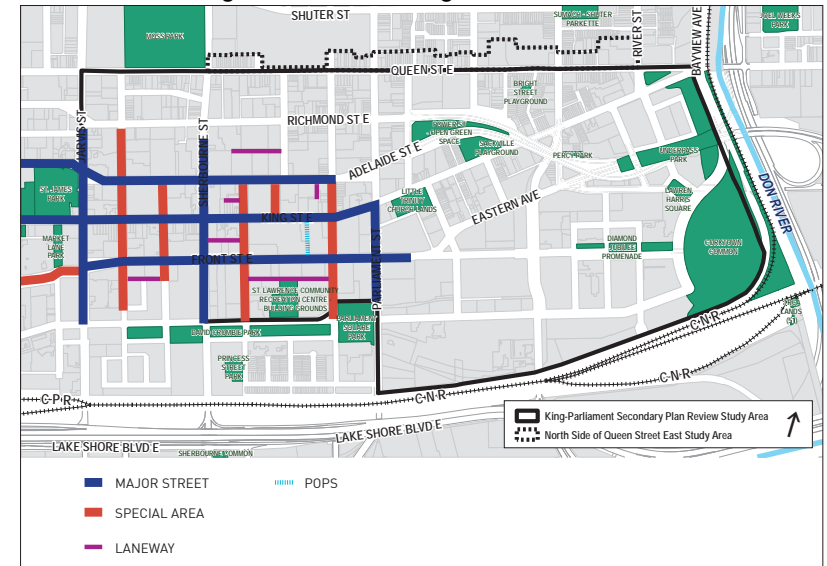 SHUTER ST
MOSS PARK
SUMACH - SHUTER
PARKETTE
RIVER ST
BAYVIEW AVE
QUEEN ST E
BRIGHT
STREET
PLAYGROUND
JARVIS ST
SHERBOURNE ST
RICHMOND ST E
ADELAIDE ST E
OPEN GREEN
SPACE
SACKVILLE
PLAYGROUND
PERCY PARK
UNDERPASS
PARK
DON RIVER
ST. JAMES
PARK
LITTLE
TRINITY
CHURCH LANDS
EASTERN AVE
LAWREN
HARRIS
SQUARE
KING ST E
MARKET
LANE
PARK
PARLIAMENT ST
DIAMOND
JUBILEE
PROMENADE
CORKTOWN
COMMON
FRONT ST E
ST. LAWRENCE COMMUNITY
RECREATION CENTRE
BUILDING GROUNDS
DAVID CROMBIE PARK
PARLIAMENT
SQUARE
PARK
LANDS
C N R
PRINCESS
STREET
PARK
C N R
C P R
C N R
LAKE SHORE BLVD E
LAKE SHORE BLVD E
SHERBOURNE COMMON
King-Parliament Secondary Plan Review Study Area
North Side of Queen Street East Study Area
MAJOR STREET
POPS
SPECIAL AREA
LANEWAY